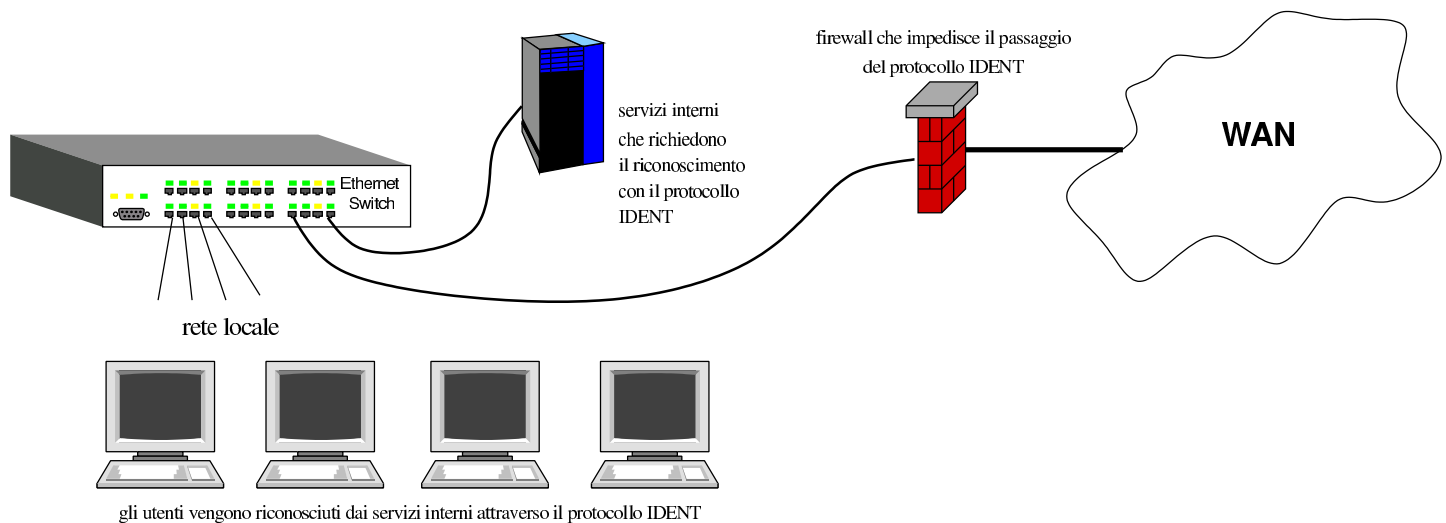 firewall che impedisce il passaggio
del protocollo IDENT
WAN
servizi interni
che richiedono
il riconoscimento
con il protocollo
IDENT
Ethernet
Switch
rete locale
gli utenti vengono riconosciuti dai servizi interni attraverso il protocollo IDENT